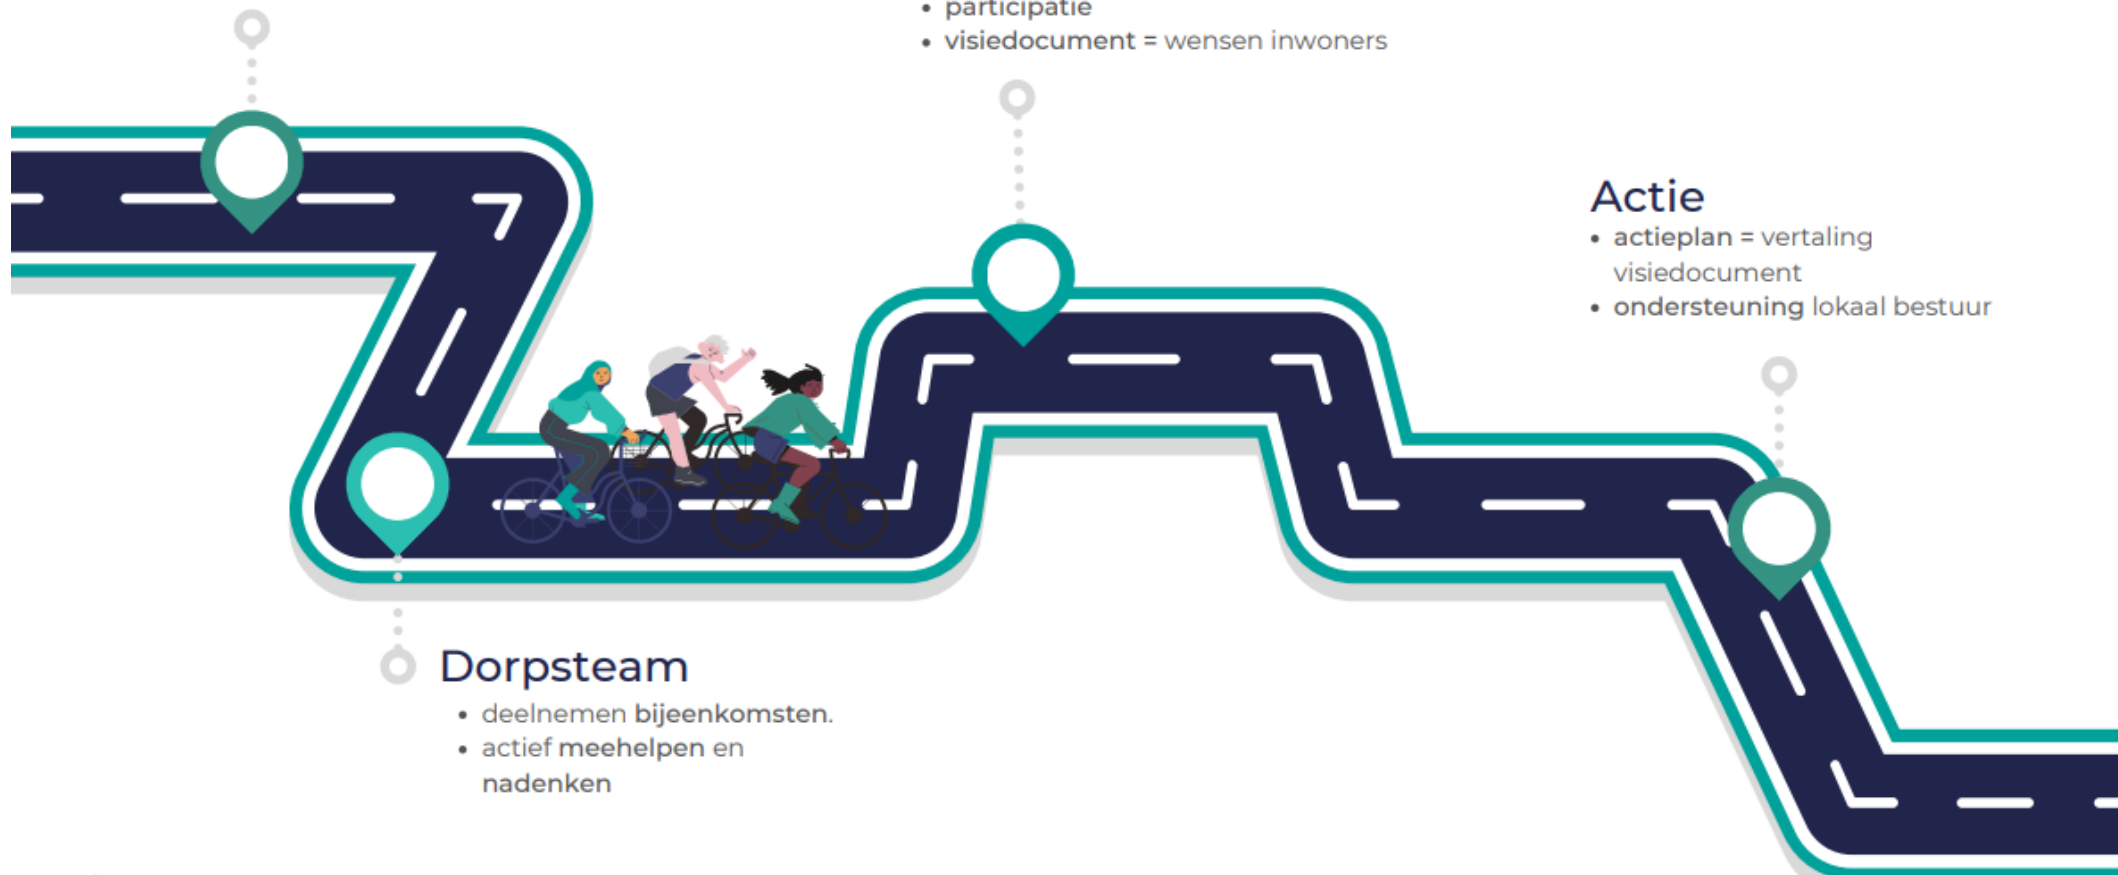 participatie
visiedocument = wensen inwoners
Actie
actieplan = vertaling
visiedocument
ondersteuning lokaal bestuur
Dorpsteam
deelnemen bijeenkomsten.
actief meehelpen en
nadenken